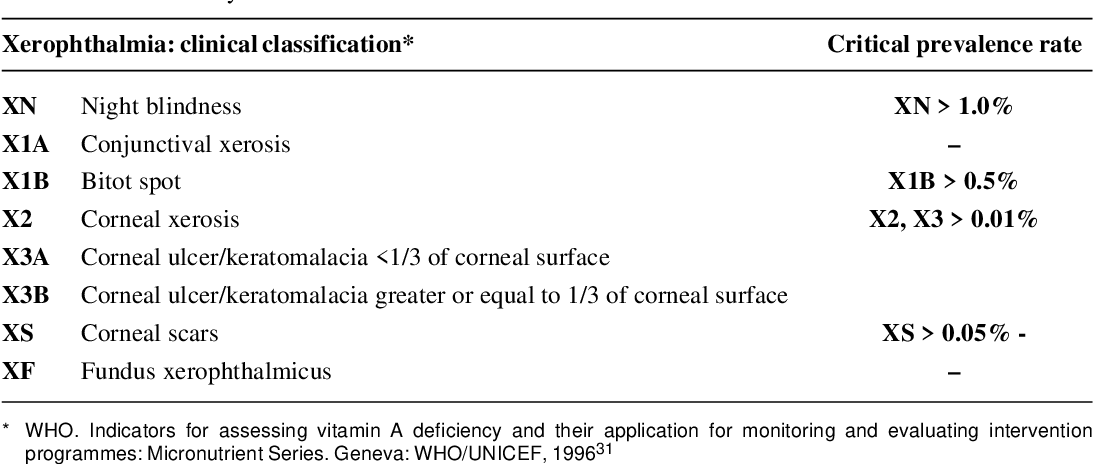 Xerophthalmia: clinical classification* Critical prevalence rate
XN Night blindness XN > 1.0%
X1A Conjunctival xerosis –
X1B Bitot spot X1B > 0.5%
X2 Corneal xerosis X2, X3 > 0.01%
X3A Corneal ulcer/keratomalacia <1/3 of corneal surface
X3B Corneal ulcer/keratomalacia greater or equal to 1/3 of corneal surface
XS Corneal scars XS > 0.05% -
XF Fundus xerophthalmicus –
* WHO. Indicators for assessing vitamin A deficiency and their application for monitoring and evaluating intervention
programmes: Micronutrient Series. Geneva: WHO/UNICEF, 1996³¹